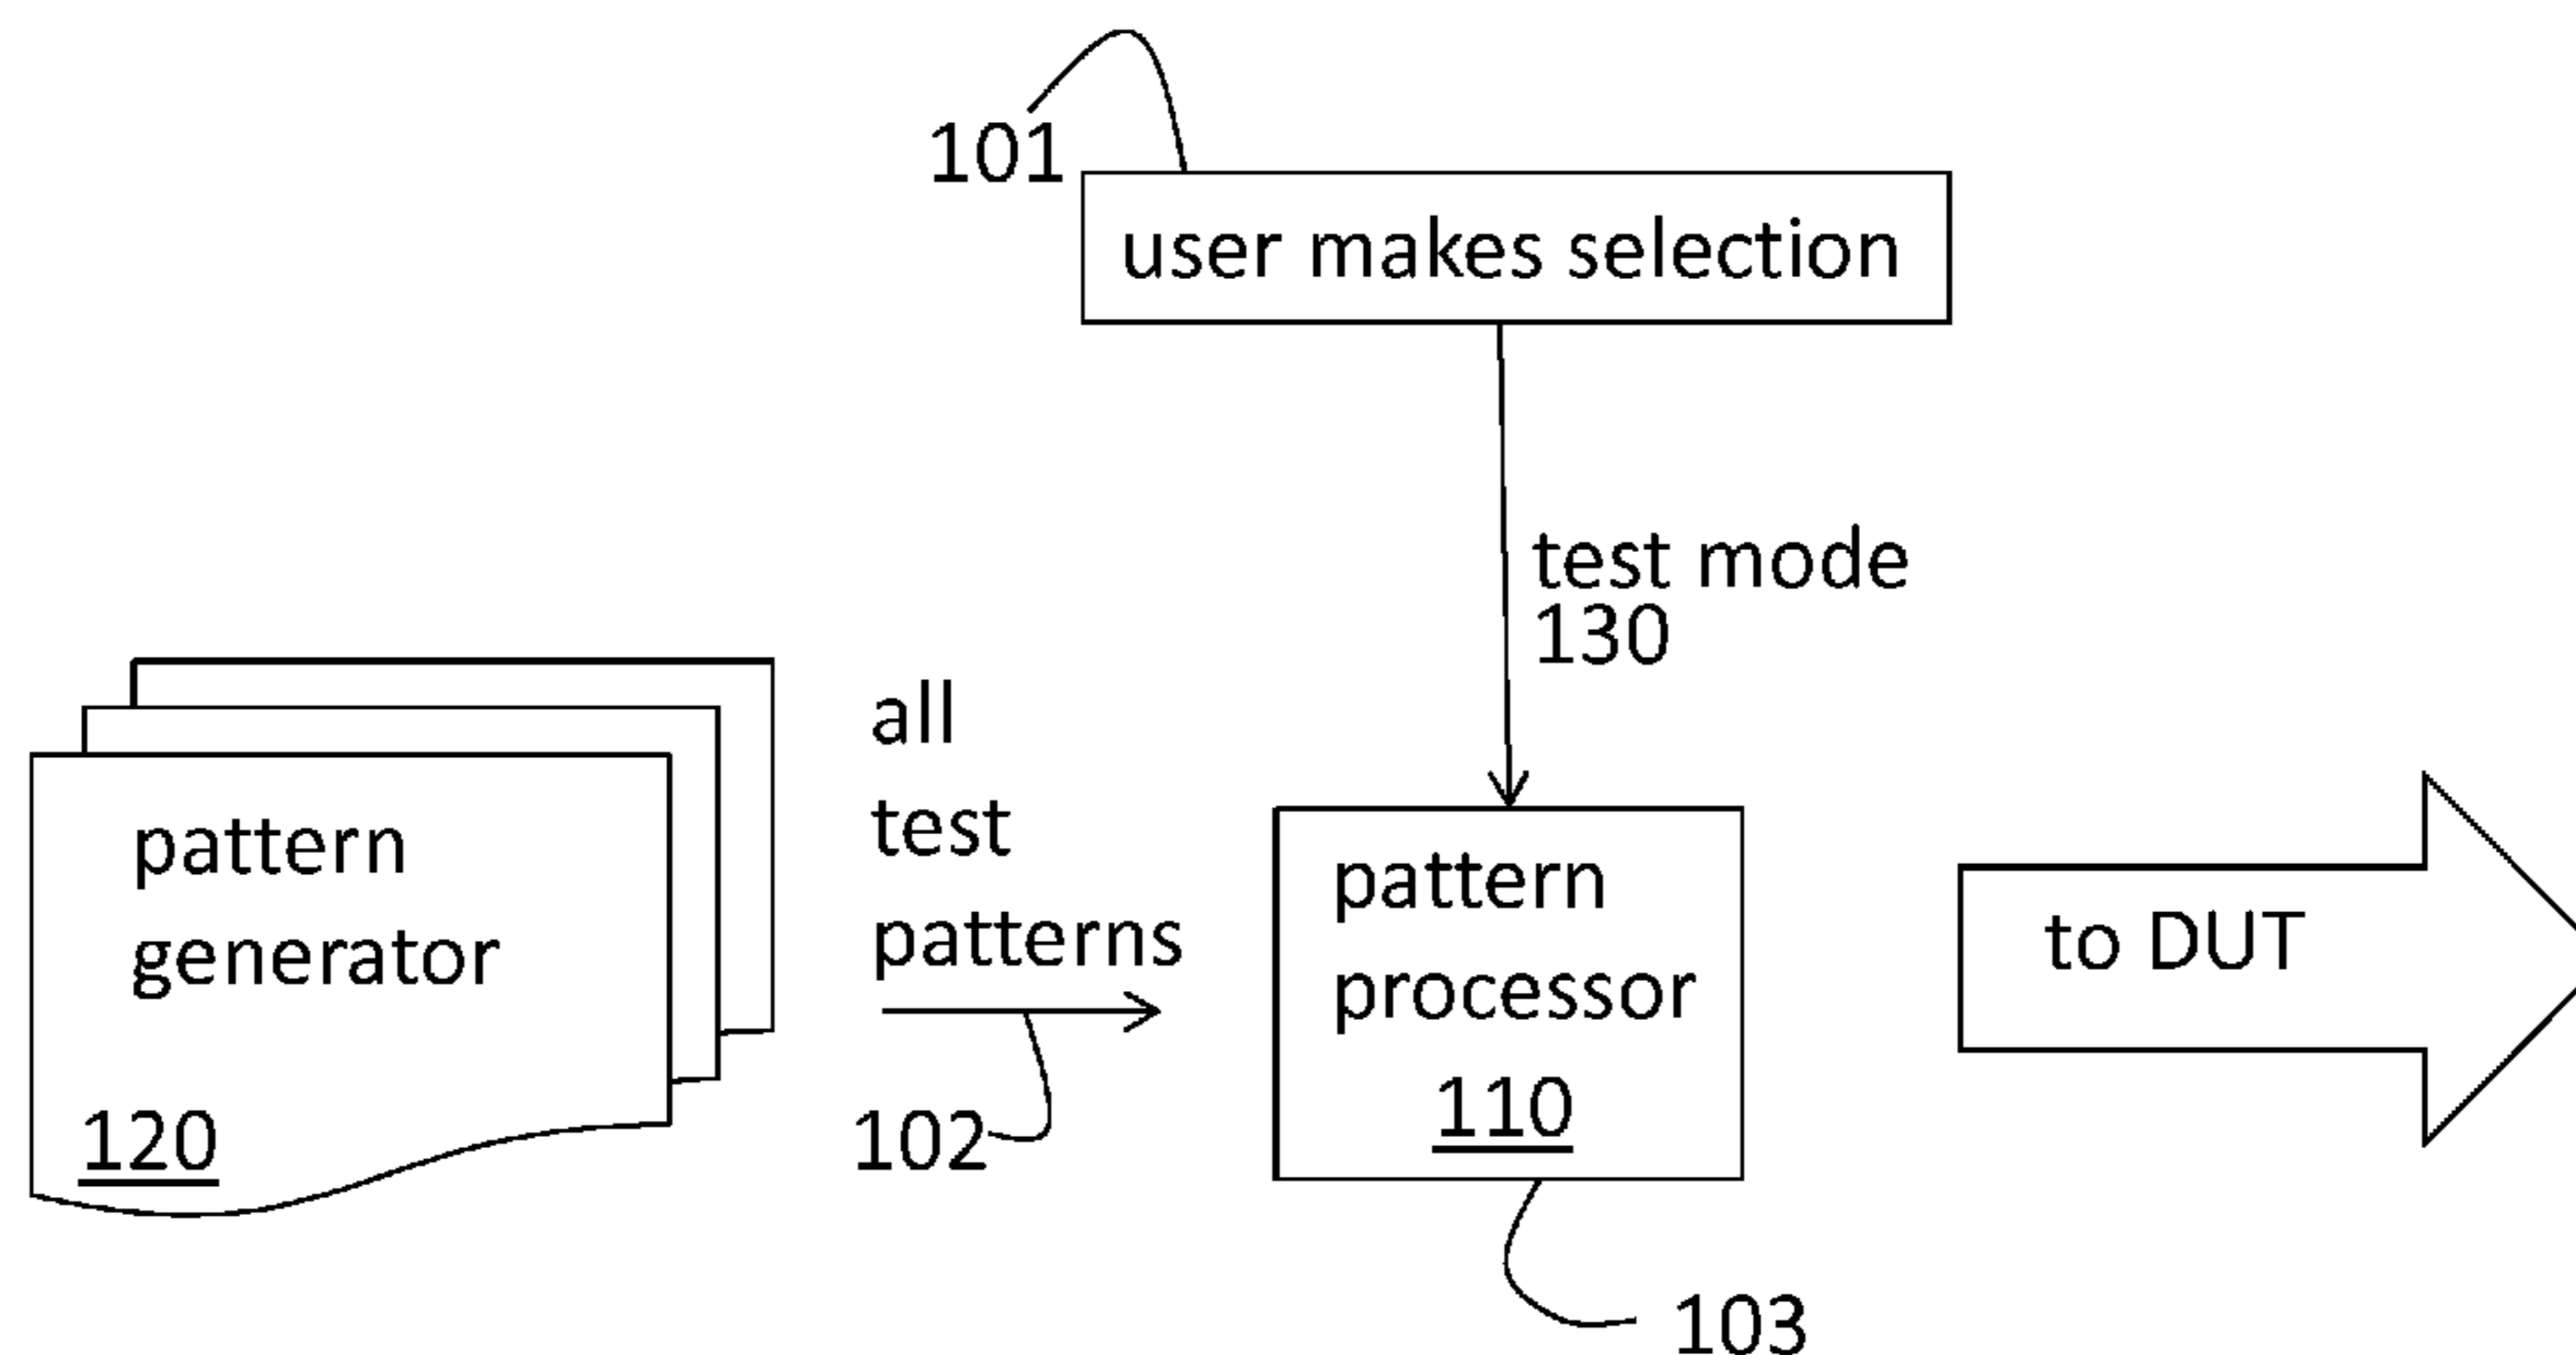 101
user makes selection
test mode
130
all
test
patterns
pattern
generator
120
102
pattern
processor
110
to DUT
103